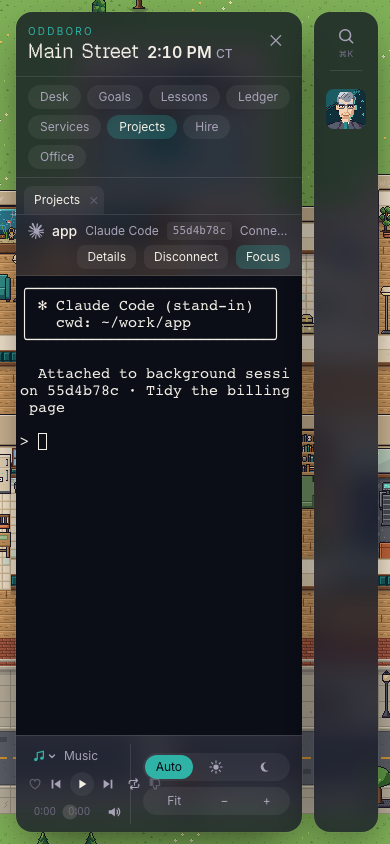 ODDBORO
Main Street 2:10 PM CT
⌘K
Desk Goals Lessons Ledger
Services Projects Hire
Office
Projects ×
app Claude Code 55d4b78c Conne…
Details Disconnect Focus
✻ Claude Code (stand-in)
cwd: ~/work/app
Attached to background sessi
on 55d4b78c · Tidy the billing
page
>
Music
Auto
0:00 0:00
Fit − +